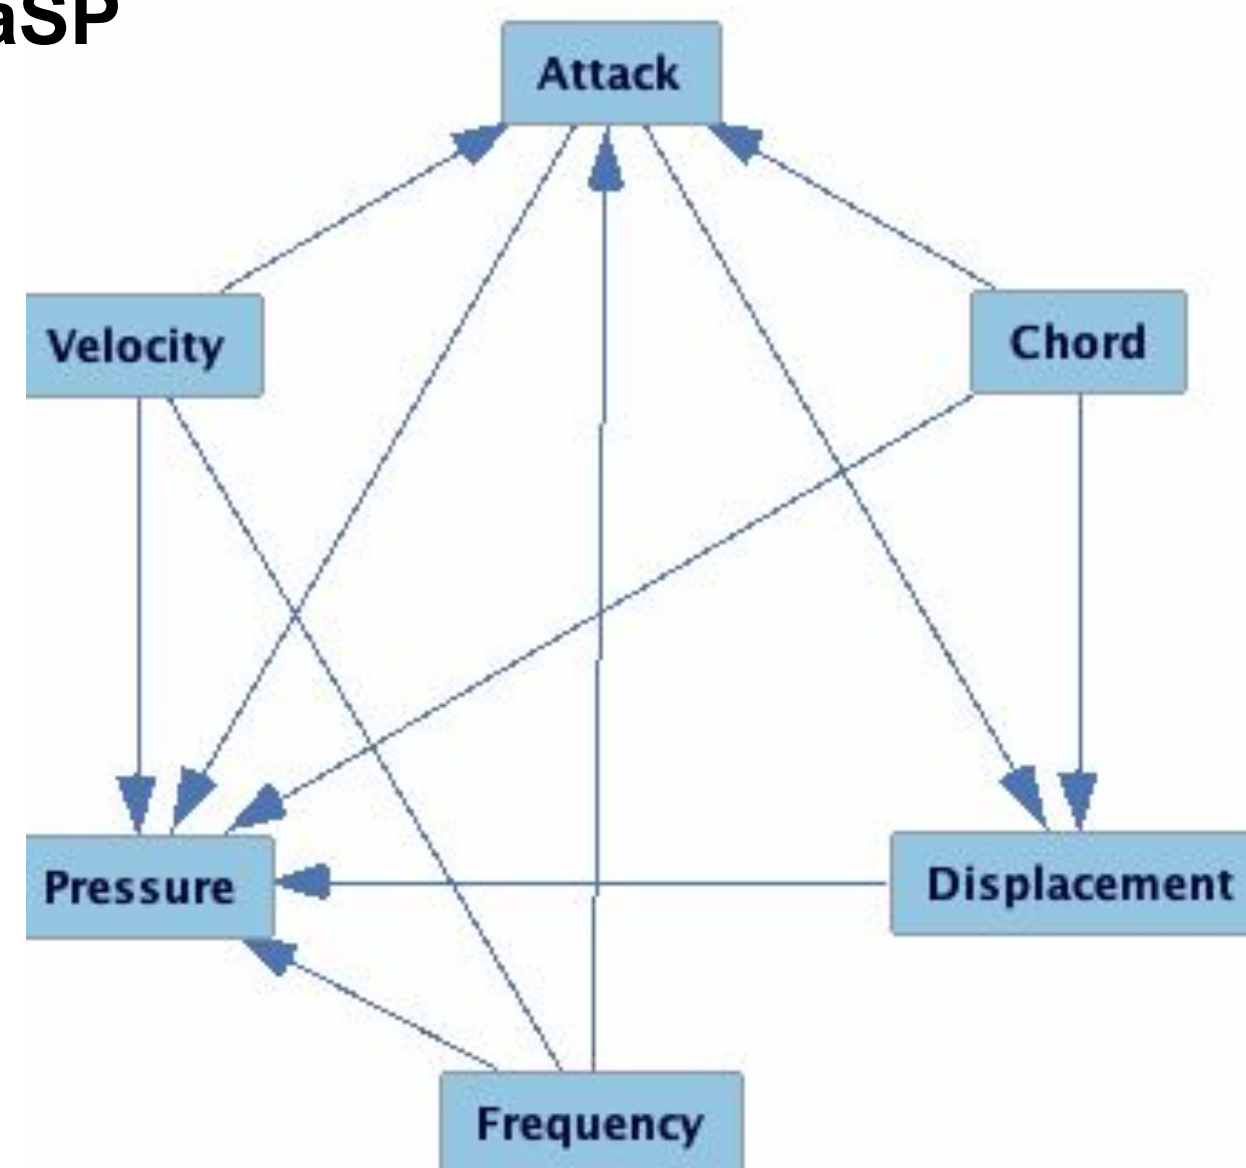 aSP
Attack
Velocity
Chord
Pressure
Displacement
Frequency